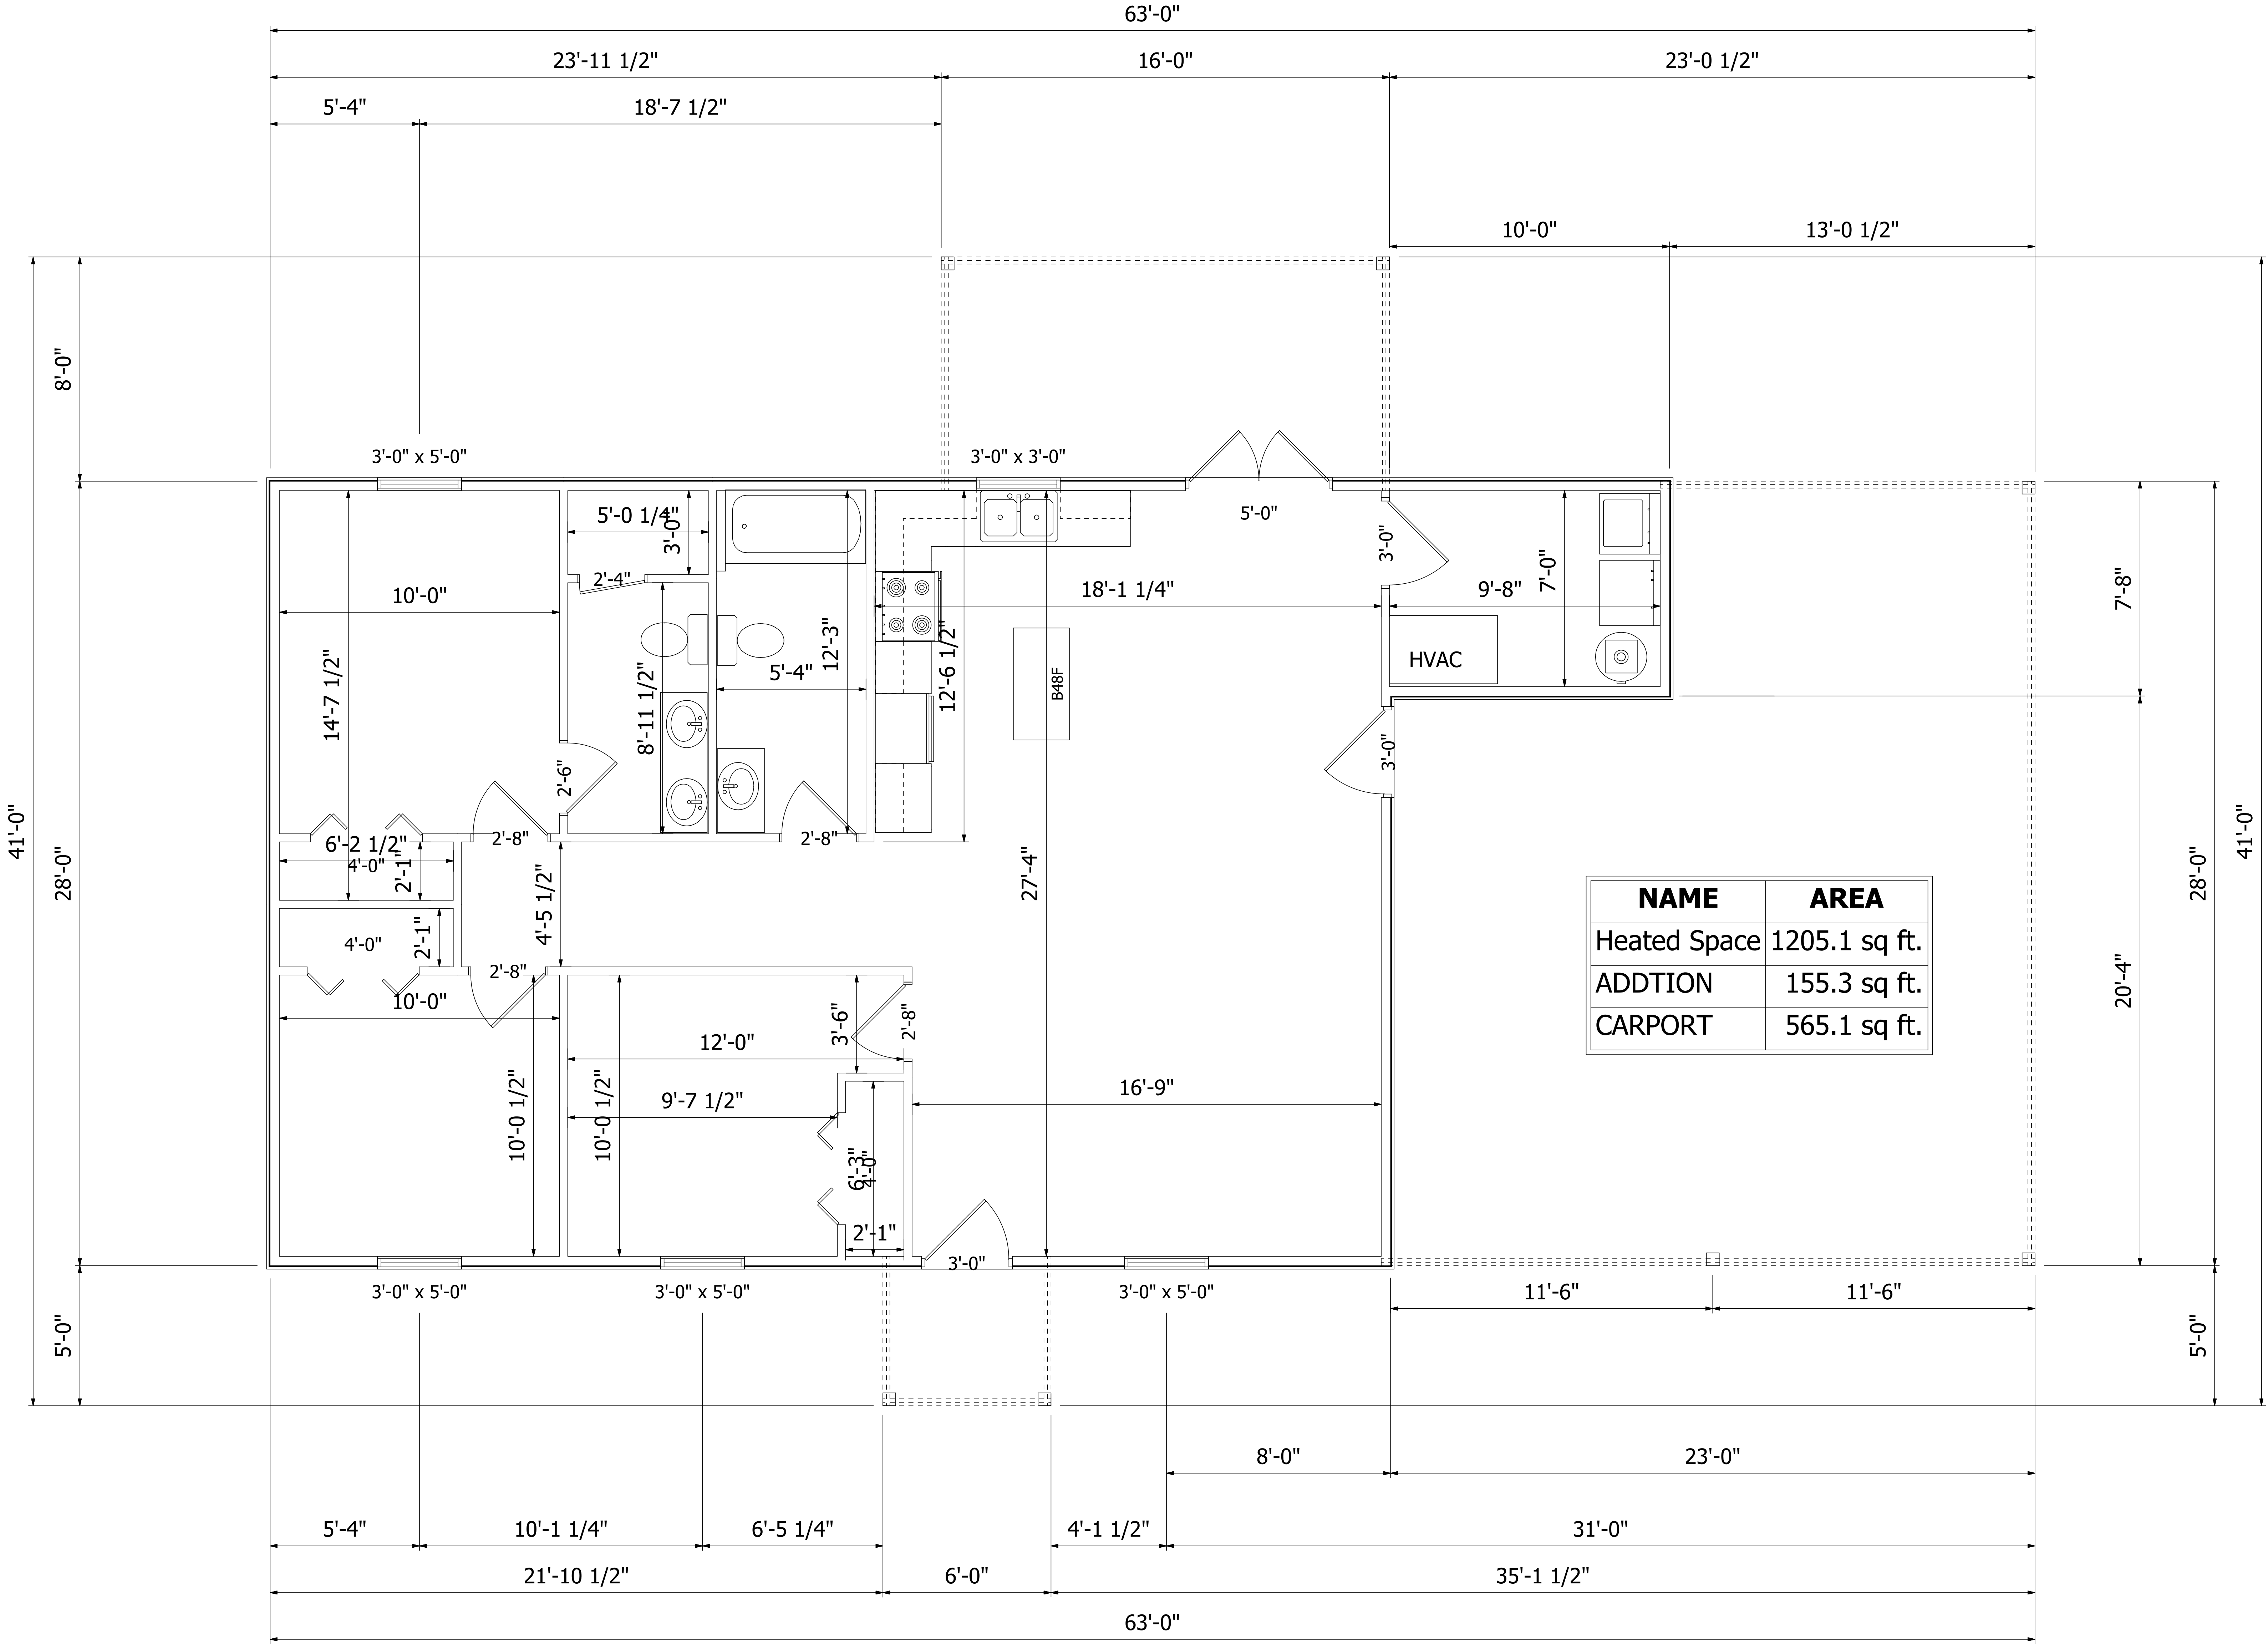 63'-0"
23'-11 1/2" 16'-0" 23'-0 1/2"
5'-4" 18'-7 1/2"
10'-0" 13'-0 1/2"
8'-0"
3'-0" x 5'-0" 3'-0" x 3'-0"
5'-0 1/4" 3'-0" 5'-0" 3'-0" 7'-0"
2'-4"
10'-0" 18'-1 1/4" 9'-8" 7'-8"
14'-7 1/2" 8'-11 1/2" 5'-4" 12'-3" 12'-6 1/2" B48F HVAC
2'-6" 3'-0"
41'-0" 41'-0"
6'-2 1/2" 2'-8" 2'-8"
4'-0" 2'-1"
28'-0" 4'-5 1/2" 27'-4" 28'-0"
NAME AREA
Heated Space 1205.1 sq ft.
ADDTION 155.3 sq ft.
CARPORT 565.1 sq ft.
4'-0" 2'-1"
2'-8" 20'-4"
10'-0" 3'-6" 2'-8"
12'-0"
10'-0 1/2" 10'-0 1/2" 9'-7 1/2" 16'-9"
6'-3" 4'-0"
2'-1"
3'-0"
3'-0" x 5'-0" 3'-0" x 5'-0" 3'-0" x 5'-0" 11'-6" 11'-6"
5'-0" 5'-0"
8'-0" 23'-0"
5'-4" 10'-1 1/4" 6'-5 1/4" 4'-1 1/2" 31'-0"
21'-10 1/2" 6'-0" 35'-1 1/2"
63'-0"